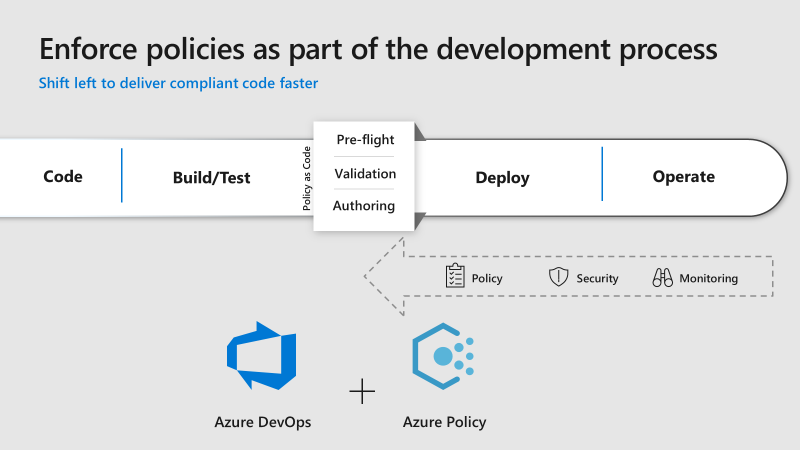 Enforce policies as part of the development process
Shift left to deliver compliant code faster
Code
Build/Test
Policy as Code
Pre-flight
Validation
Authoring
Deploy
Operate
Policy
Security
Monitoring
Azure DevOps
Azure Policy